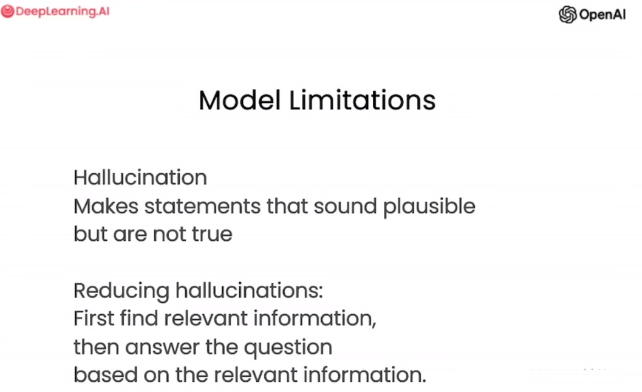 DeepLearning.AI
OpenAI
Model Limitations
Hallucination
Makes statements that sound plausible
but are not true
Reducing hallucinations:
First find relevant information,
then answer the question
based on the relevant information.